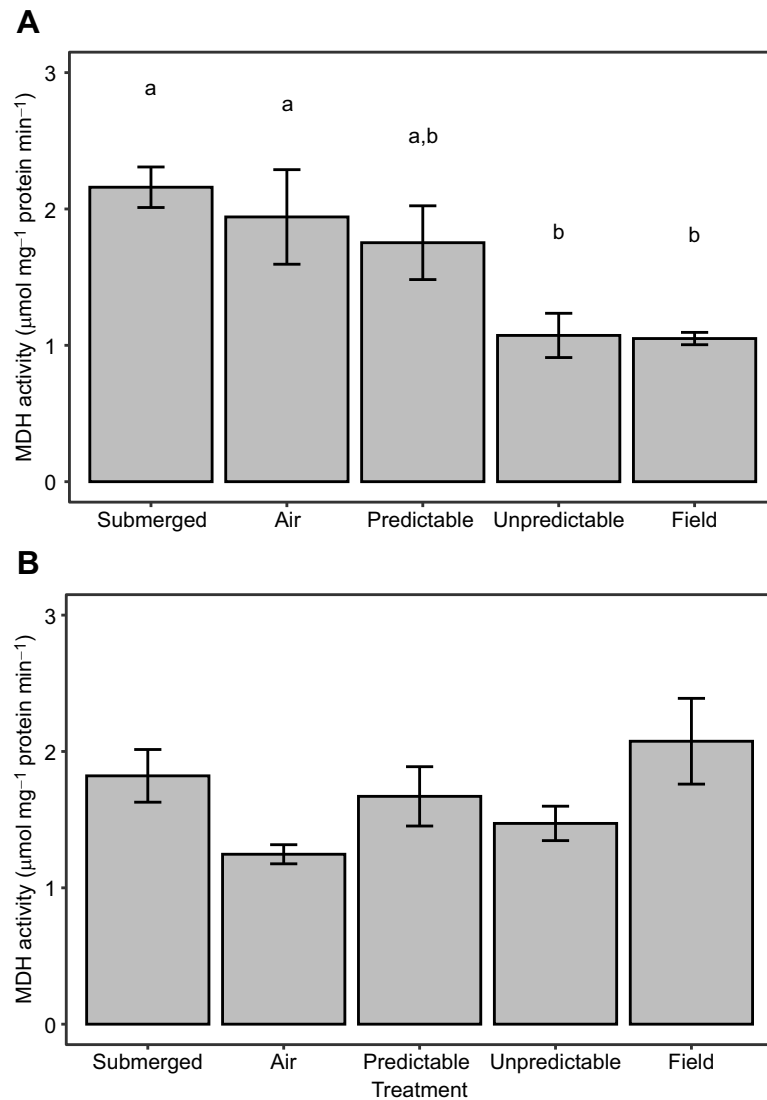 A
MDH activity (μmol mg⁻¹ protein min⁻¹)
3
2
1
0
a
a
a,b
b
b
Submerged Air Predictable Unpredictable Field
B
MDH activity (μmol mg⁻¹ protein min⁻¹)
3
2
1
0
Submerged Air Predictable Unpredictable Field
Treatment